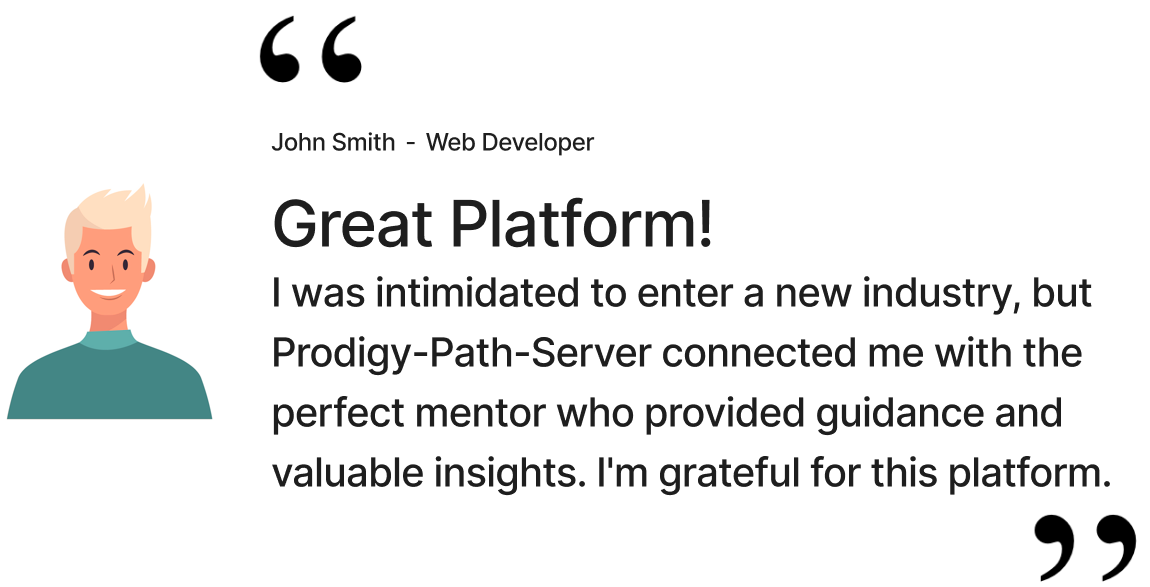 “
John Smith - Web Developer
Great Platform!
I was intimidated to enter a new industry, but
Prodigy-Path-Server connected me with the
perfect mentor who provided guidance and
valuable insights. I'm grateful for this platform.
”